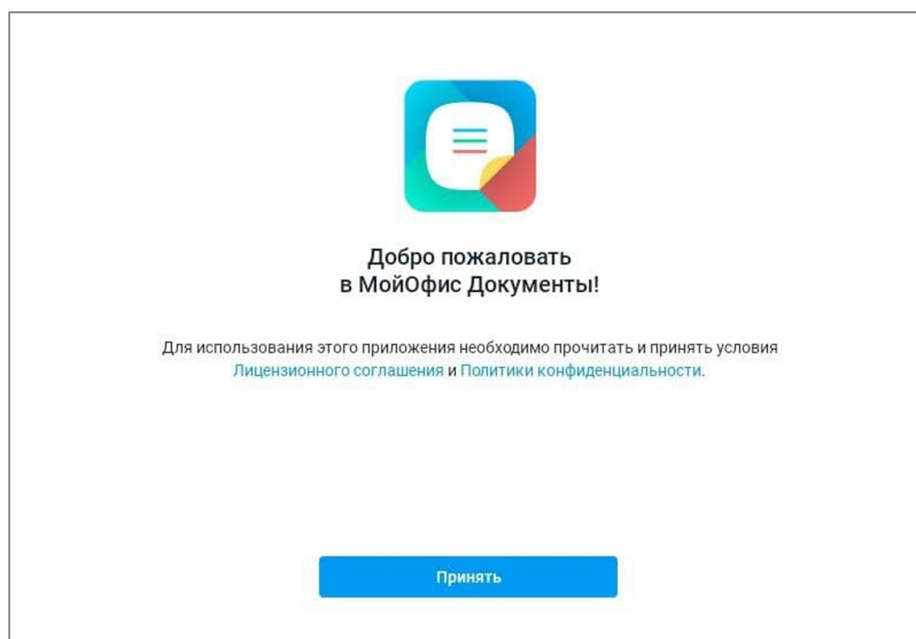 Добро пожаловать
в МойОфис Документы!
Для использования этого приложения необходимо прочитать и принять условия
Лицензионного соглашения и Политики конфиденциальности.
Принять